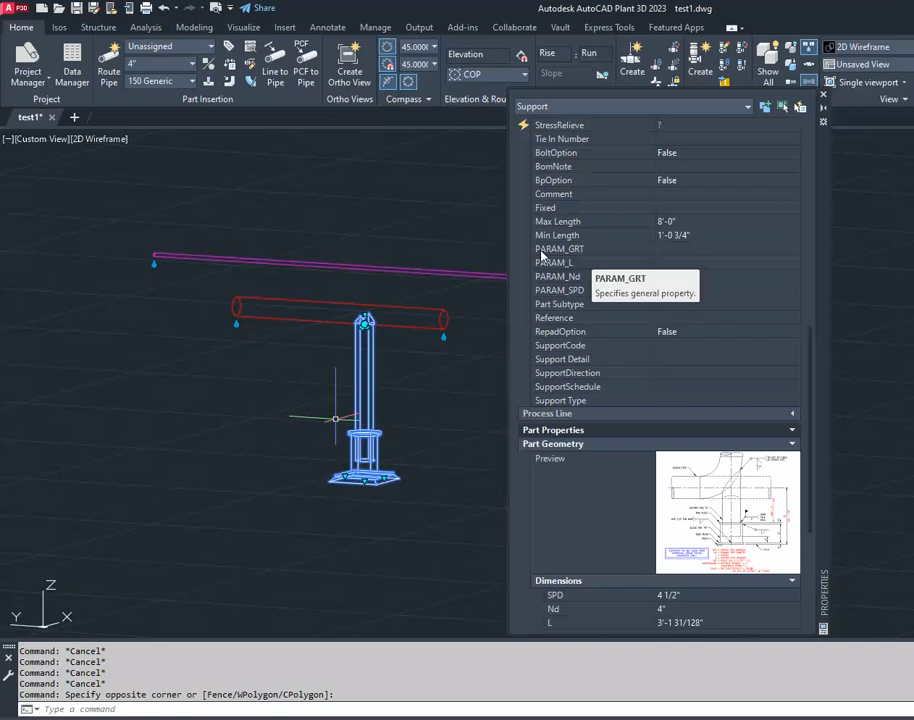 P3D
Share
Autodesk AutoCAD Plant 3D 2023 test1.dwg
Home Isos Structure Analysis Modeling Visualize Insert Annotate Manage Output Add-ins Collaborate Vault Express Tools Featured Apps
Project Manager
Data Manager
Project
Route Pipe
Unassigned
4"
150 Generic
Line to Pipe
PCF to Pipe
Part Insertion
Create Ortho View
Ortho Views
45.0000
45.0000
Compass
Elevation
COP
Rise Run
Slope
Elevation & Rou
Create
Create
Show All
2D Wireframe
Unsaved View
Single viewport
View
test1*
[−][Custom View][2D Wireframe]
Support
StressRelieve ?
Tie In Number
BoltOption False
BomNote
BpOption False
Comment
Fixed
Max Length 8'-0"
Min Length 1'-0 3/4"
PARAM_GRT
PARAM_L
PARAM_Nd
PARAM_SPD
PARAM_GRT
Specifies general property.
Part Subtype
Reference
RepadOption False
SupportCode
Support Detail
SupportDirection
SupportSchedule
Support Type
Process Line
Part Properties
Part Geometry
Preview
Dimensions
SPD 4 1/2"
Nd 4"
L 3'-1 31/128"
PROPERTIES
Z
Y X
Command: *Cancel*
Command: *Cancel*
Command: *Cancel*
Command: *Cancel*
Command: Specify opposite corner or [Fence/WPolygon/CPolygon]:
Type a command